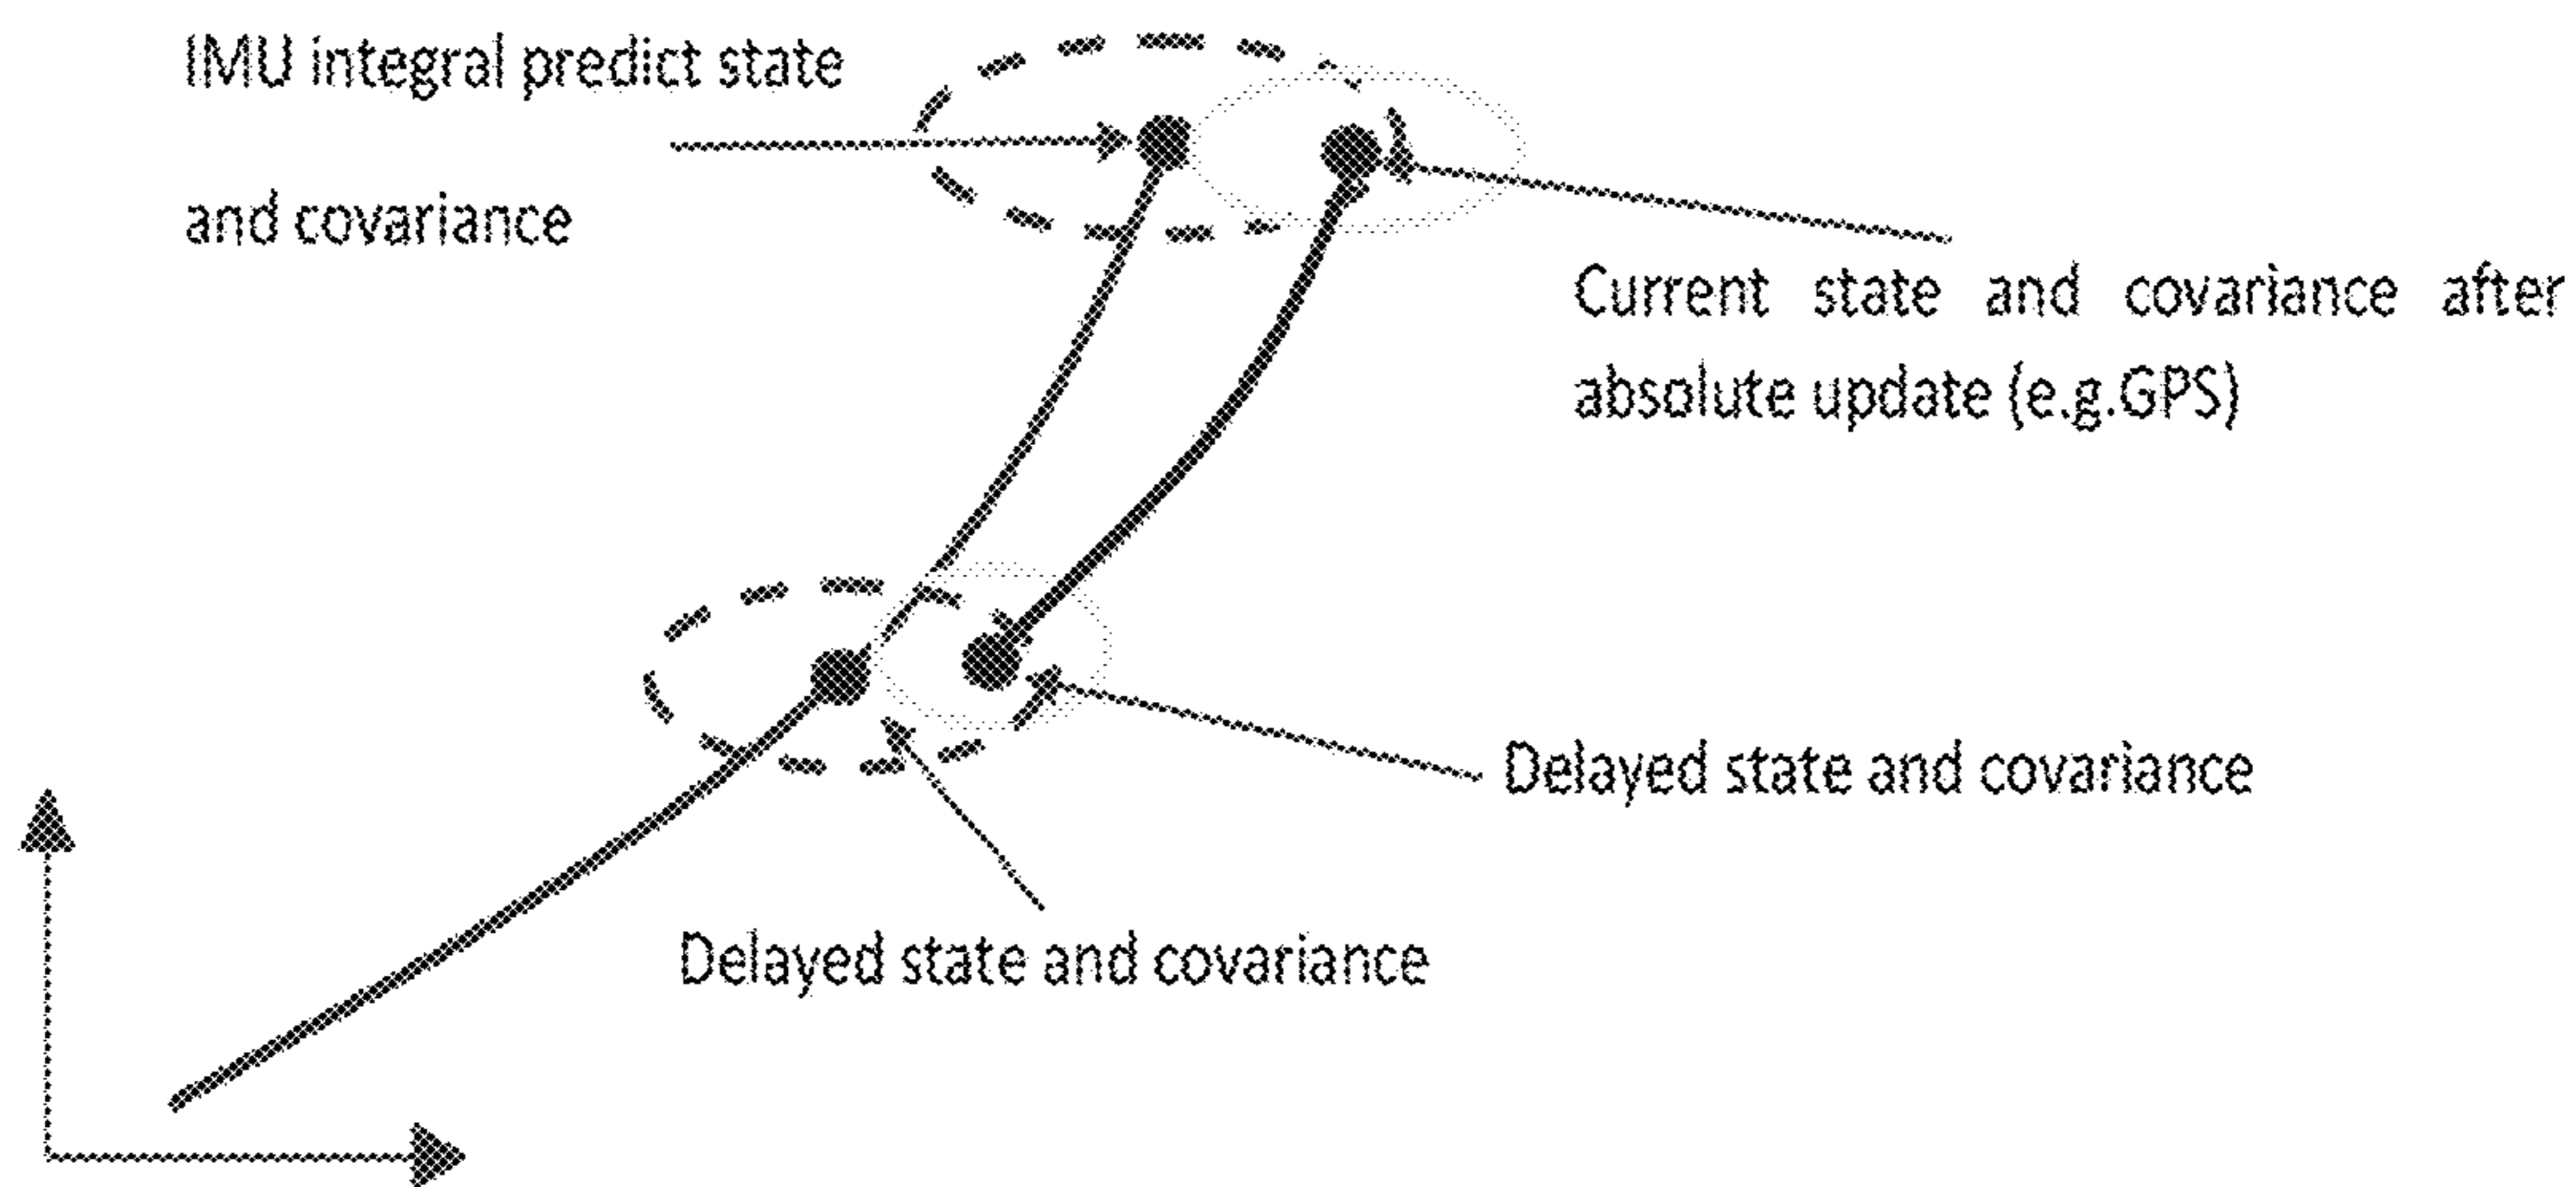 IMU integral predict state
and covariance
Current state and covariance after
absolute update (e.g.GPS)
Delayed state and covariance
Delayed state and covariance